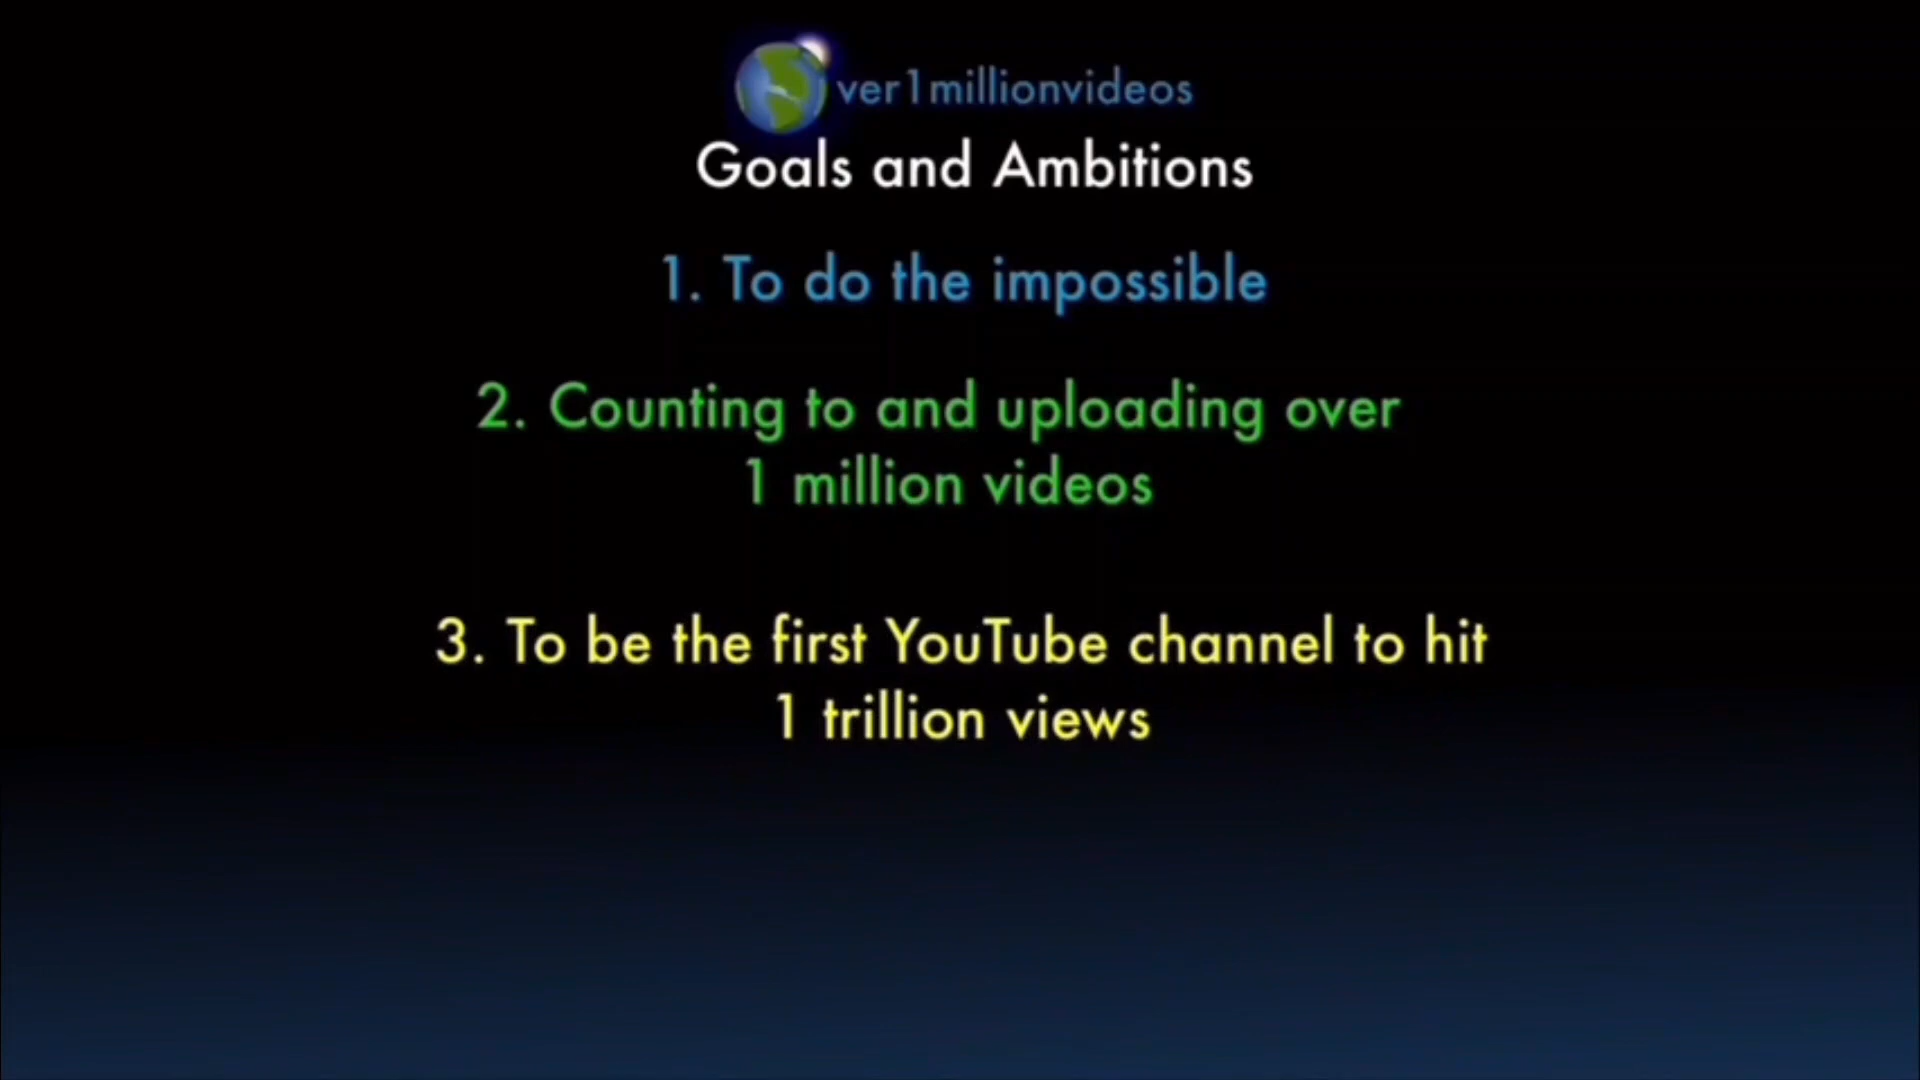 ver1millionvideos
Goals and Ambitions
1. To do the impossible
2. Counting to and uploading over
1 million videos
3. To be the first YouTube channel to hit
1 trillion views